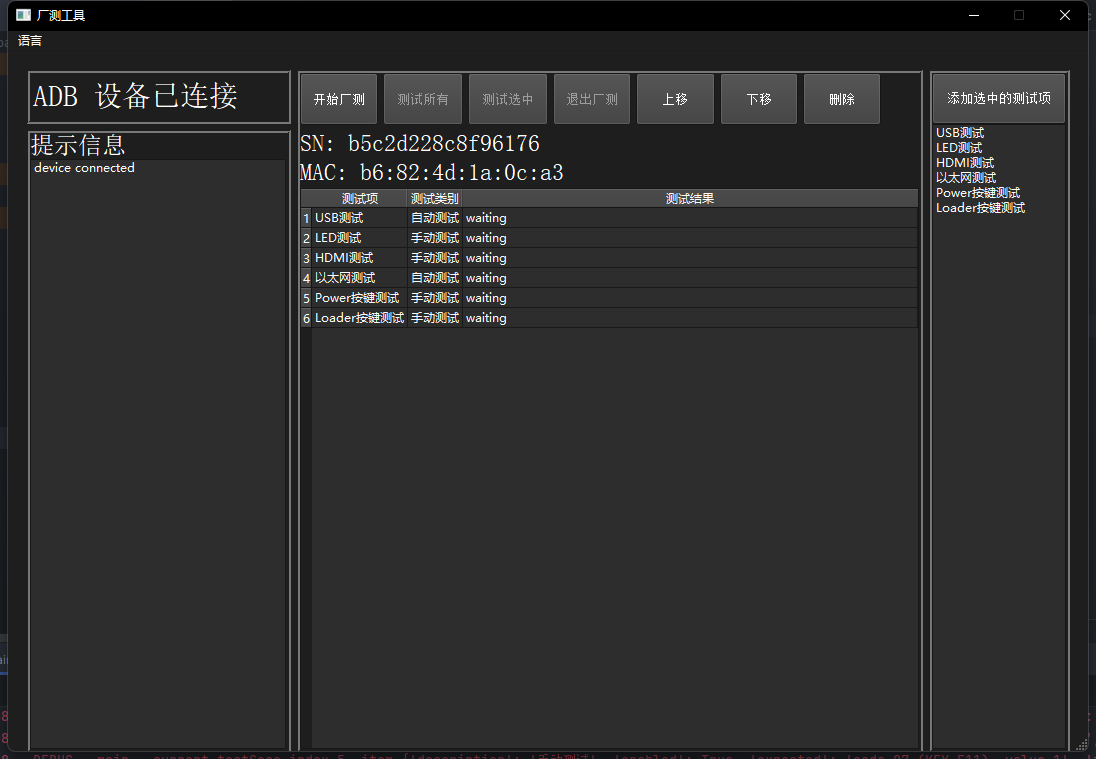 厂测工具
语言
ADB 设备已连接
提示信息
device connected
开始厂测 测试所有 测试选中 退出厂测 上移 下移 删除
SN: b5c2d228c8f96176
MAC: b6:82:4d:1a:0c:a3
测试项 测试类别 测试结果
1 USB测试 自动测试 waiting
2 LED测试 手动测试 waiting
3 HDMI测试 手动测试 waiting
4 以太网测试 自动测试 waiting
5 Power按键测试 手动测试 waiting
6 Loader按键测试 手动测试 waiting
添加选中的测试项
USB测试
LED测试
HDMI测试
以太网测试
Power按键测试
Loader按键测试